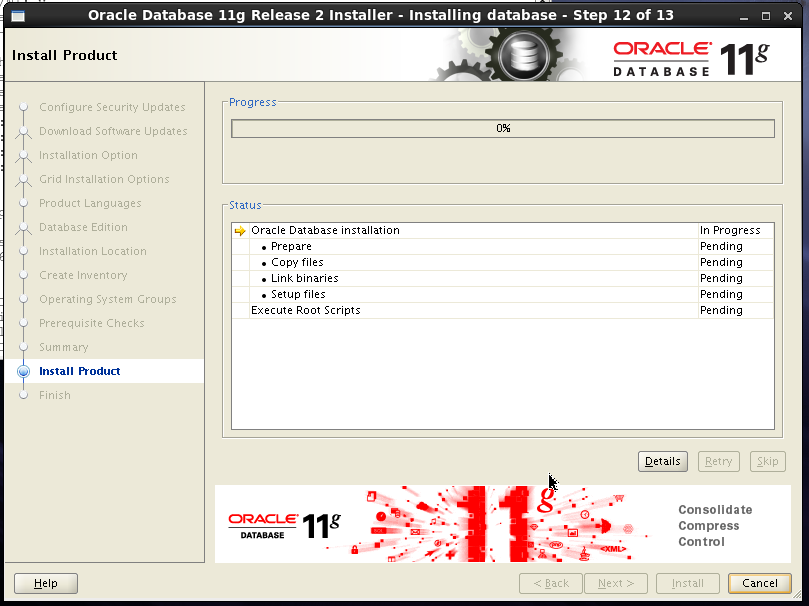 Oracle Database 11g Release 2 Installer - Installing database - Step 12 of 13
Install Product
ORACLE
DATABASE 11g
Configure Security Updates
Download Software Updates
Installation Option
Grid Installation Options
Product Languages
Database Edition
Installation Location
Create Inventory
Operating System Groups
Prerequisite Checks
Summary
Install Product
Finish
Progress
0%
Status
Oracle Database installation In Progress
Prepare Pending
Copy files Pending
Link binaries Pending
Setup files Pending
Execute Root Scripts Pending
Details Retry Skip
ORACLE
DATABASE 11g
11g
<XML>
Consolidate
Compress
Control
Help < Back Next > Install Cancel